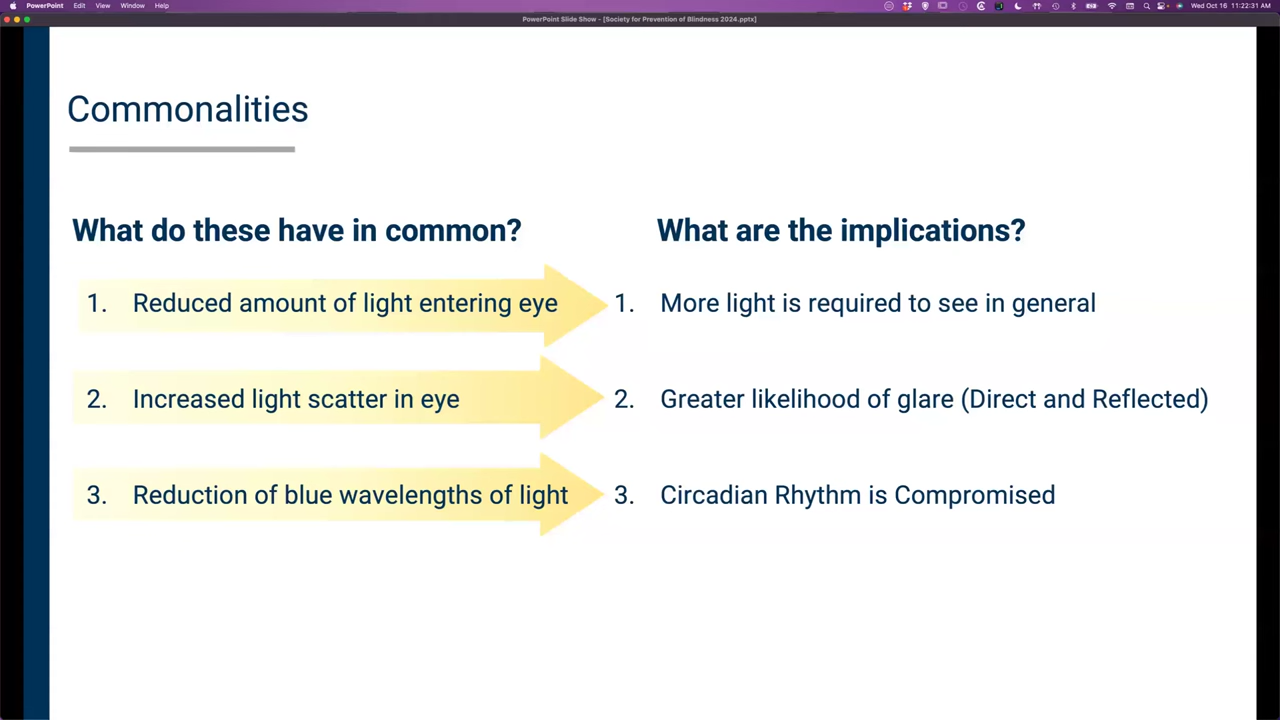 PowerPoint Edit View Window Help Wed Oct 16 11:22:31 AM
PowerPoint Slide Show - [Society for Prevention of Blindness 2024.pptx]
Commonalities
What do these have in common?
1. Reduced amount of light entering eye
2. Increased light scatter in eye
3. Reduction of blue wavelengths of light
What are the implications?
1. More light is required to see in general
2. Greater likelihood of glare (Direct and Reflected)
3. Circadian Rhythm is Compromised